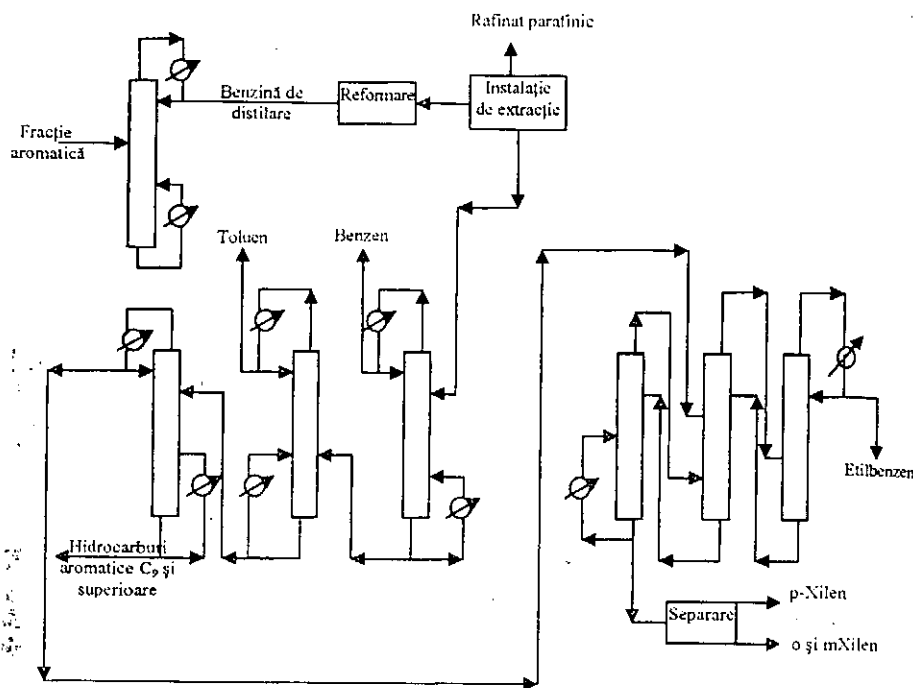 Rafinat parafinic
Benzină de
distilare
Reformare
Instalație
de extracție
Fracție
aromatică
Toluen
Benzen
Etilbenzen
Hidrocarburi
aromatice C₉ și
superioare
Separare
p-Xilen
o și mXilen